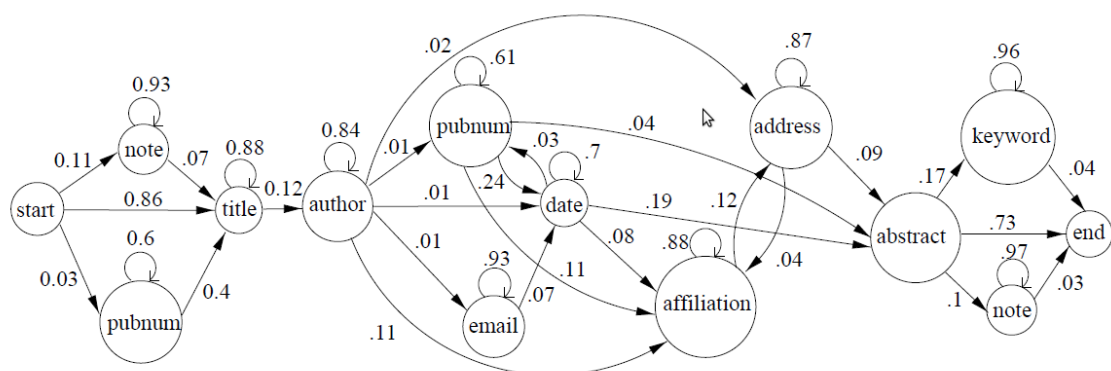 .87
.96
.02
.61
0.93
address
keyword
note
pubnum
.04
0.84
0.88
.03
.7
.09
.04
0.11
.07
.01
.17
.24
.12
start
0.86
title
0.12
author
.01
date
.19
abstract
.73
end
0.6
.01
.08
.88
.04
.97
0.03
0.4
.93
.11
.07
.1
.03
pubnum
email
affiliation
note
.11